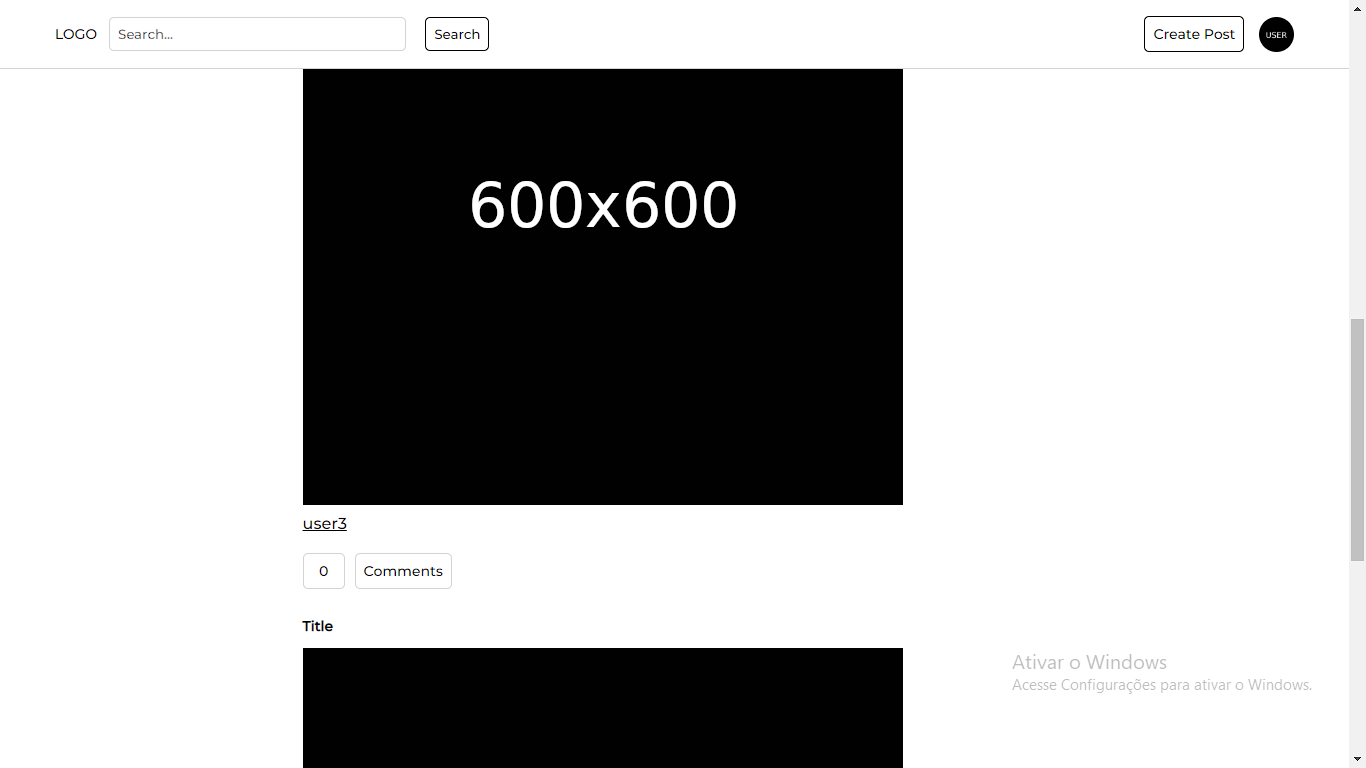 LOGO
Search...
Search
Create Post
USER
600x600
user3
0
Comments
Title
Ativar o Windows
Acesse Configurações para ativar o Windows.